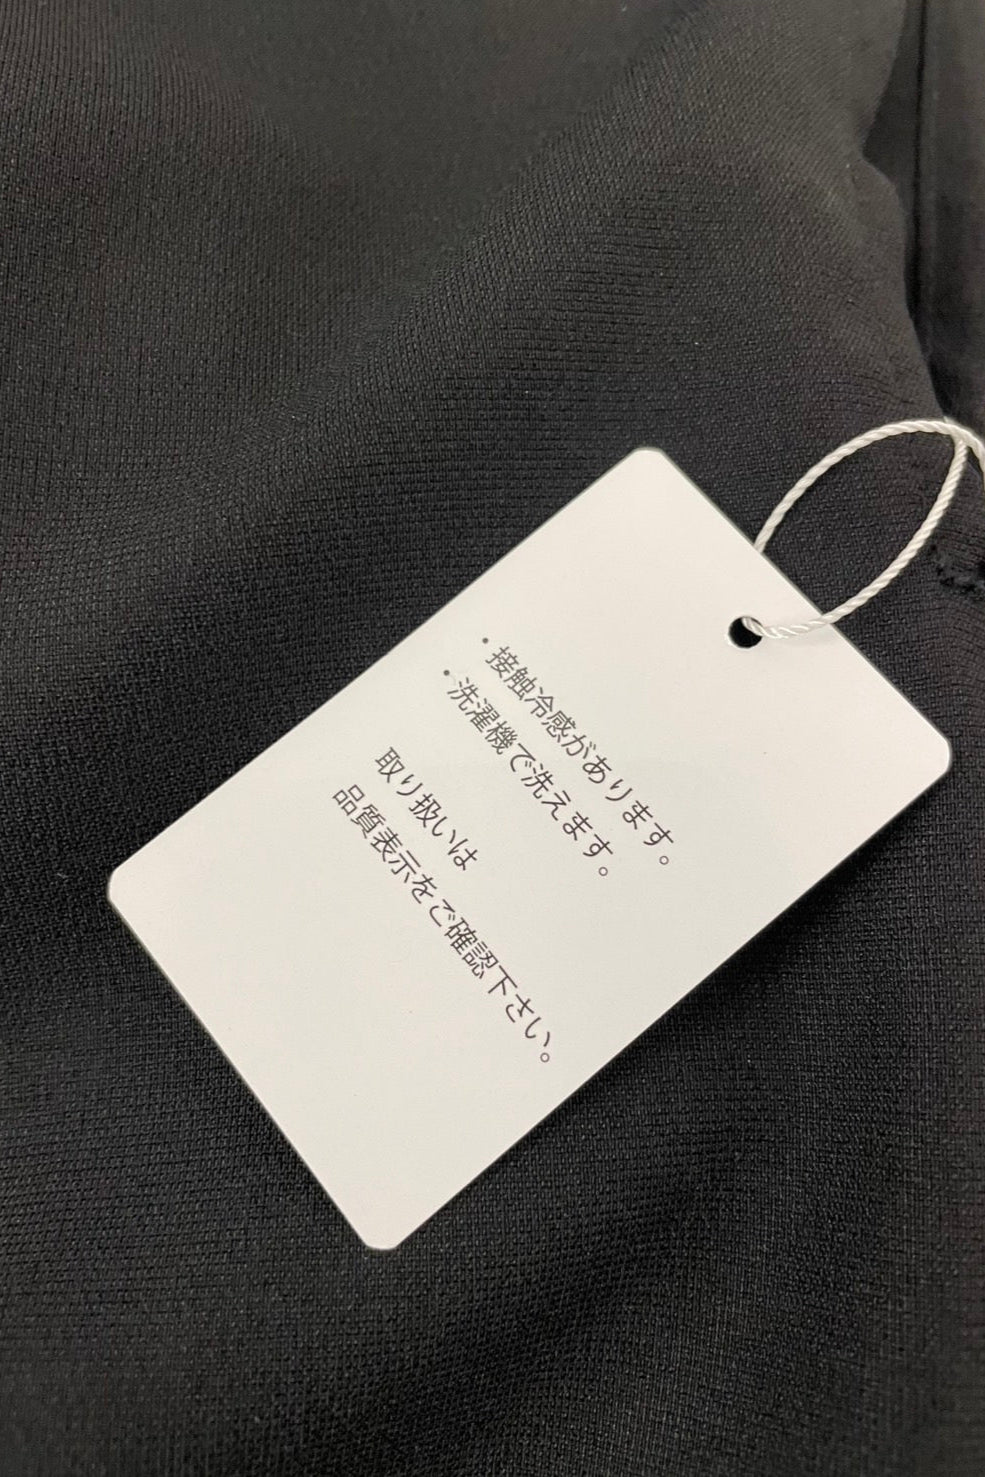 ・接触冷感があります。
・洗濯機で洗えます。
取り扱いは
品質表示をご確認下さい。